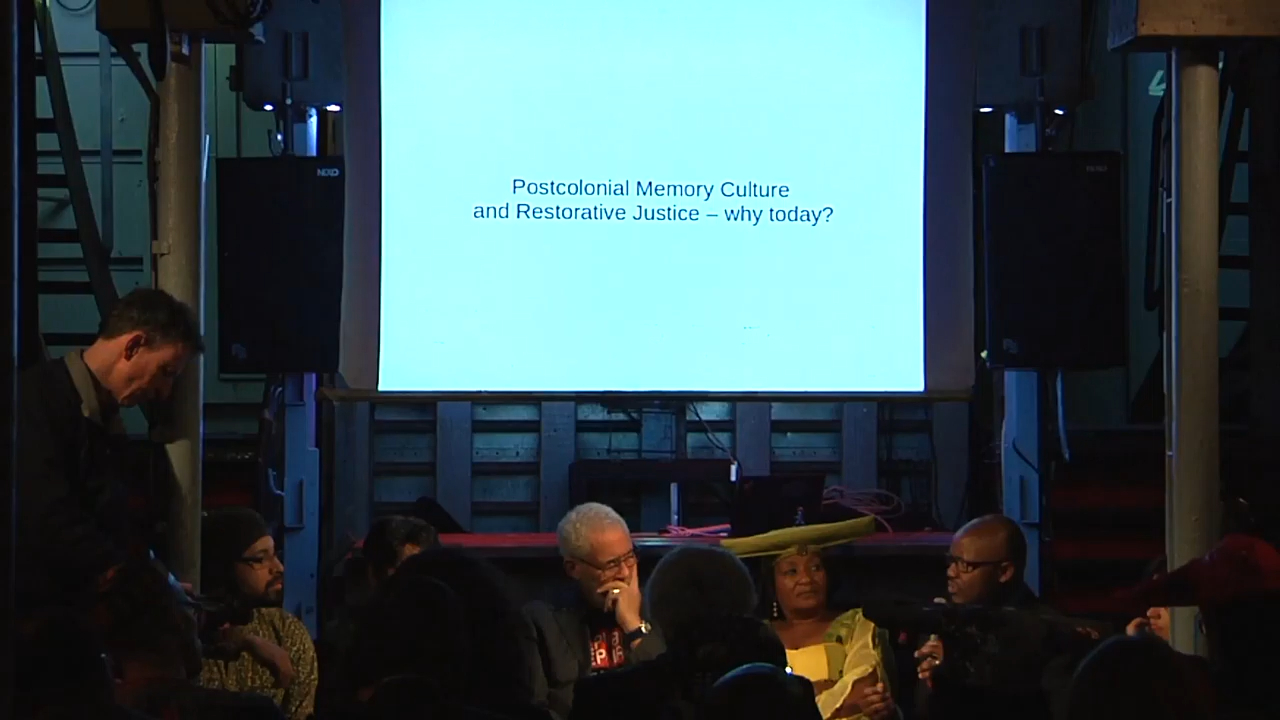 Postcolonial Memory Culture
and Restorative Justice – why today?